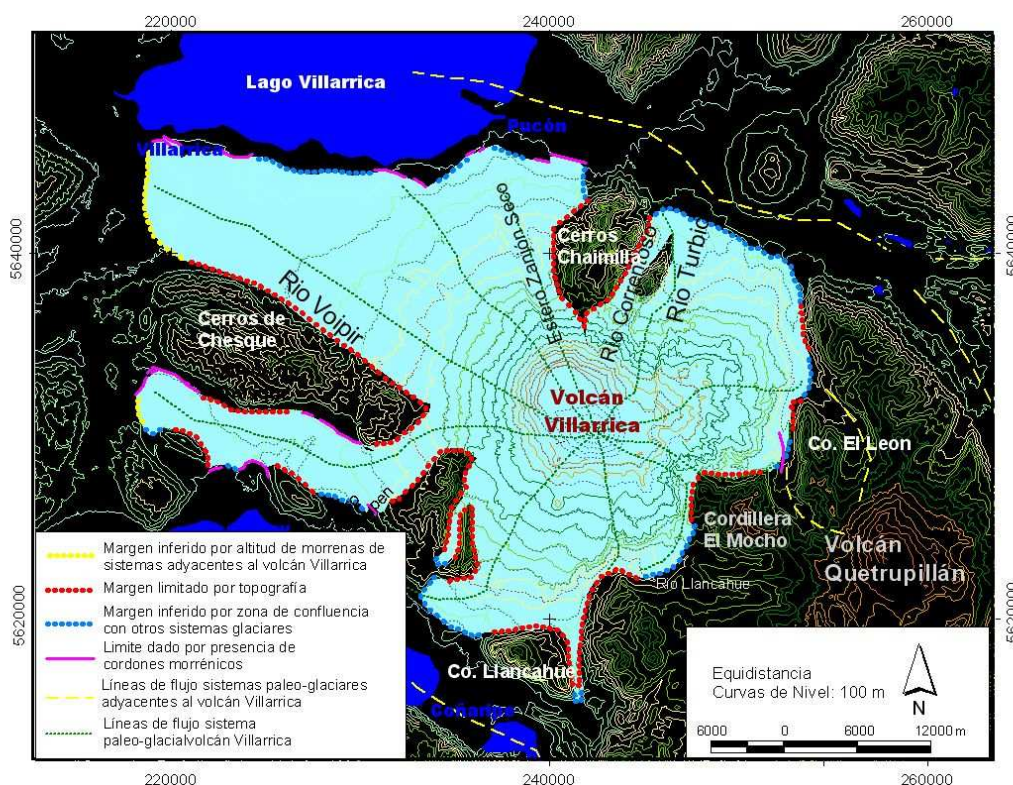 220000
240000
260000
Lago Villarrica
Pucón
Villarrica
5640000
5640000
Estero Zanjon Seco
Cerros
Chaimilla
Río Correntoso
Río Turbio
Río Voipir
Cerros de
Chesque
Volcán
Villarrica
Co. El Leon
Cordillera
El Mocho
Volcán
Quetrupillán
Río Llancahue
Co. Llancahue
5620000
5620000
Margen inferido por altitud de morrenas de
sistemas adyacentes al volcán Villarrica
Margen limitado por topografía
Margen inferido por zona de confluencia
con otros sistemas glaciares
Limite dado por presencia de
cordones morrénicos
Líneas de flujo sistemas paleo-glaciares
adyacentes al volcán Villarrica
Líneas de flujo sistema
paleo-glacialvolcán Villarrica
Equidistancia
Curvas de Nivel: 100 m
N
6000
0
6000
12000 m
220000
240000
260000